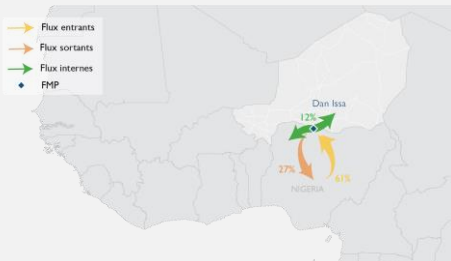 Flux entrants
Flux sortants
Flux internes
FMP
Dan Issa
12%
27%
61%
NIGERIA